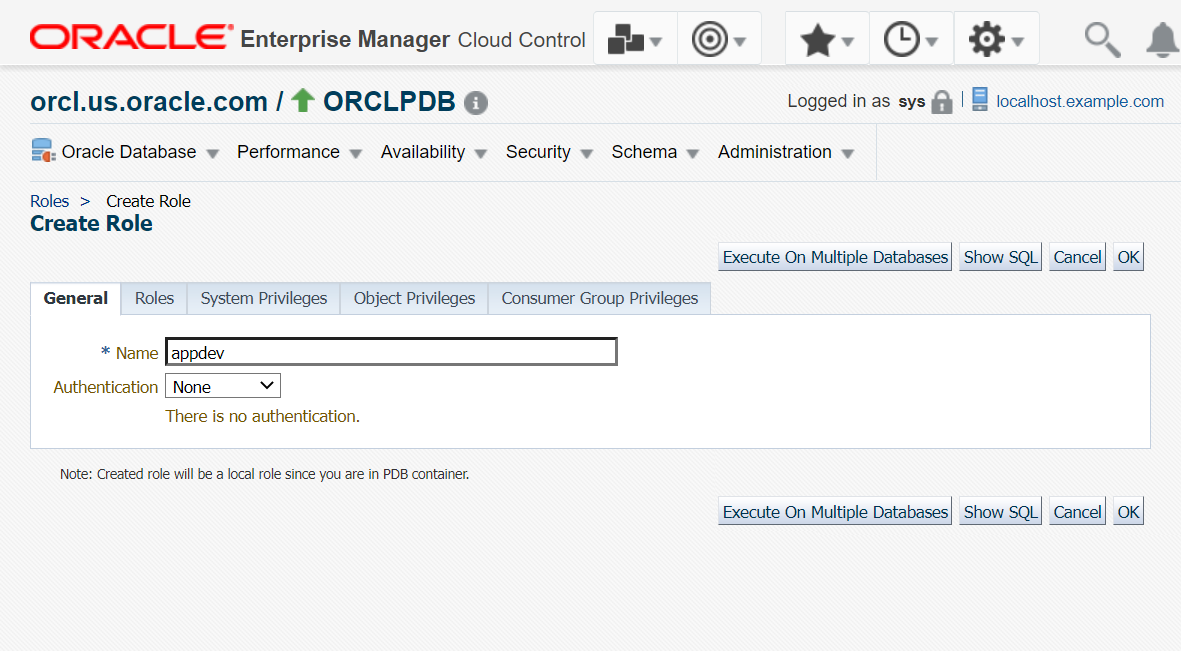 ORACLE® Enterprise Manager Cloud Control
orcl.us.oracle.com / ORCLPDB
Logged in as sys | localhost.example.com
Oracle Database Performance Availability Security Schema Administration
Roles > Create Role
Create Role
Execute On Multiple Databases Show SQL Cancel OK
General Roles System Privileges Object Privileges Consumer Group Privileges
* Name appdev
Authentication None
There is no authentication.
Note: Created role will be a local role since you are in PDB container.
Execute On Multiple Databases Show SQL Cancel OK